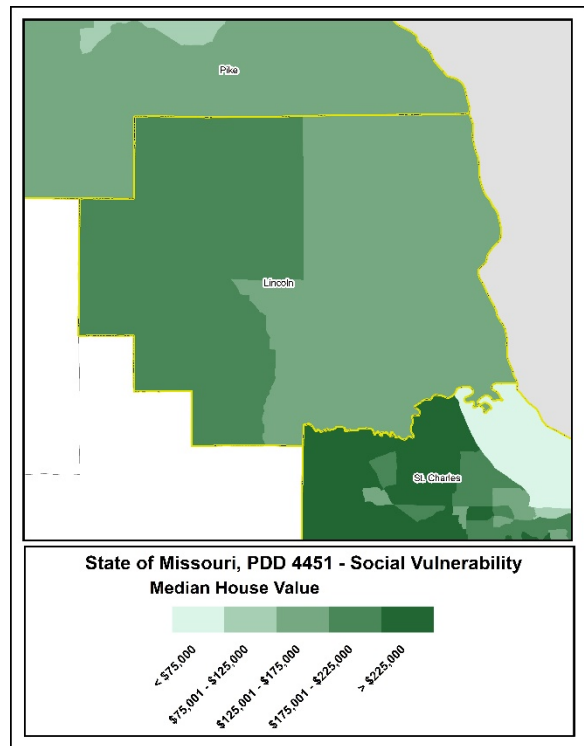 Pike
Lincoln
St. Charles
State of Missouri, PDD 4451 - Social Vulnerability
Median House Value
< $75,000
$75,001 - $125,000
$125,001 - $175,000
$175,001 - $225,000
> $225,000